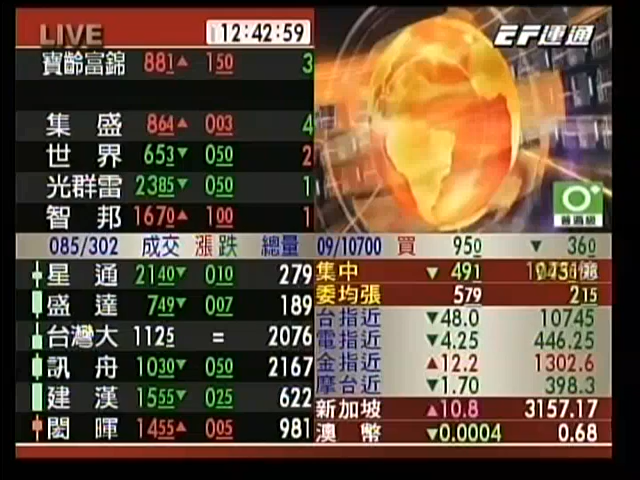 LIVE 12:42:59
EF運通
寶齡富錦 881▲ 150 3
集盛 864▲ 003 4
世界 653▼ 050 2
光群雷 2385▼ 050 1
智邦 1670▲ 100 1
普遍級
085/302 成交 漲跌 總量
星通 2140▼ 010 279
盛達 749▼ 007 189
台灣大 1125 = 2076
訊舟 1030▼ 050 2167
建漢 1555▼ 025 622
閎暉 1455▲ 005 981
09/10700 買 950 ▼ 360
集中 ▼ 491
委均張 579 215
台指近 ▼48.0 10745
電指近 ▼4.25 446.25
金指近 ▲12.2 1302.6
摩台近 ▼1.70 398.3
新加坡 ▲10.8 3157.17
澳幣 ▼0.0004 0.68